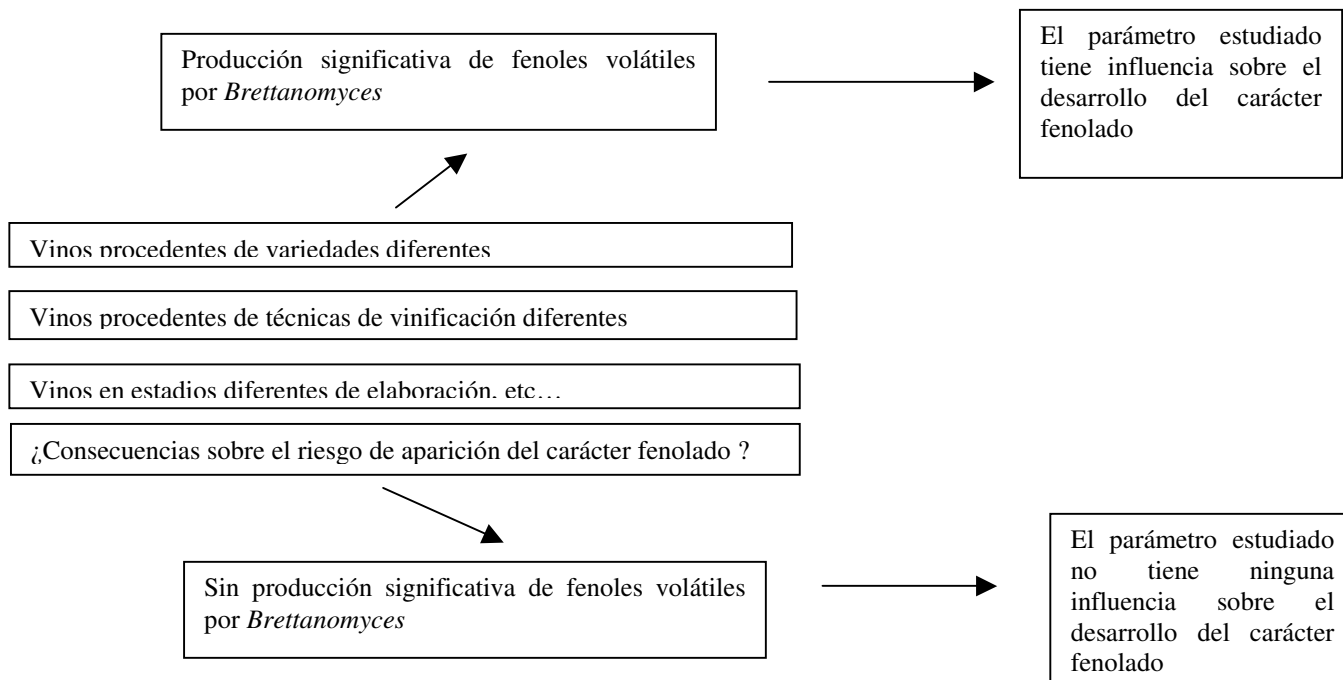 Producción significativa de fenoles volátiles
por Brettanomyces
El parámetro estudiado
tiene influencia sobre el
desarrollo del carácter
fenolado
Vinos procedentes de variedades diferentes
Vinos procedentes de técnicas de vinificación diferentes
Vinos en estadios diferentes de elaboración, etc…
¿Consecuencias sobre el riesgo de aparición del carácter fenolado ?
Sin producción significativa de fenoles volátiles
por Brettanomyces
El parámetro estudiado
no tiene ninguna
influencia sobre el
desarrollo del carácter
fenolado